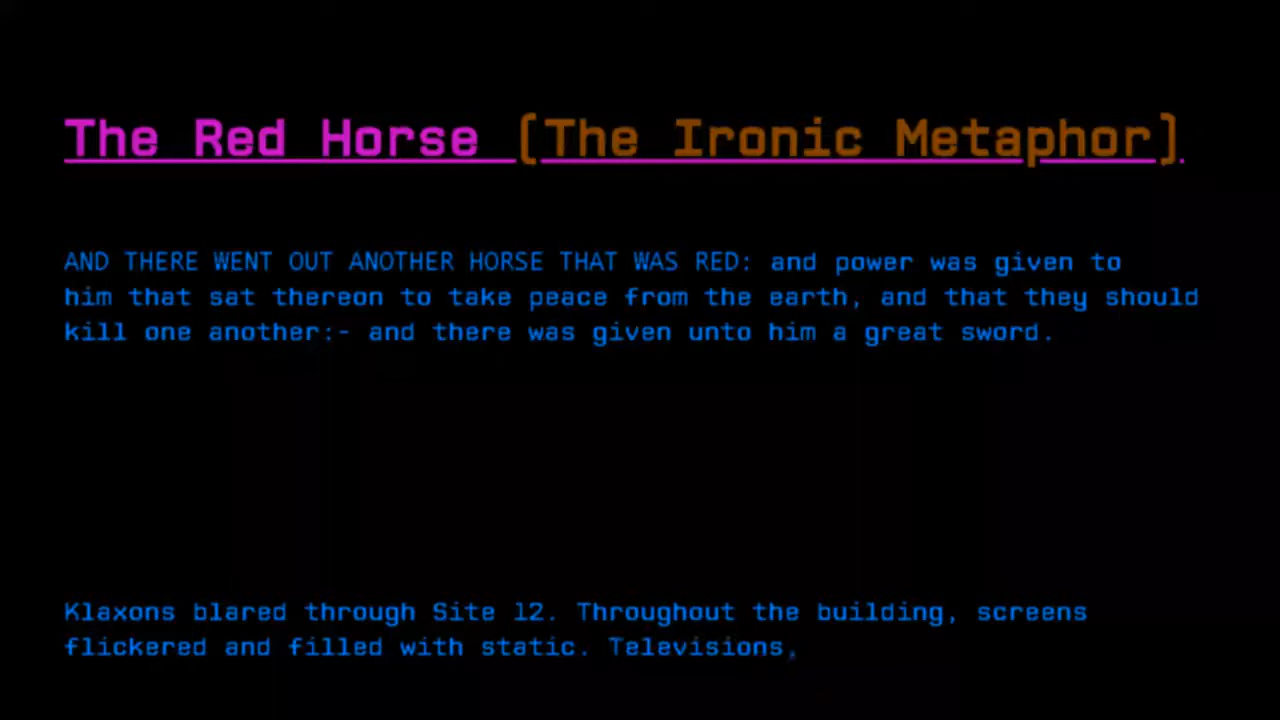 The Red Horse (The Ironic Metaphor)
AND THERE WENT OUT ANOTHER HORSE THAT WAS RED: and power was given to
him that sat thereon to take peace from the earth, and that they should
kill one another:- and there was given unto him a great sword.
Klaxons blared through Site 12. Throughout the building, screens
flickered and filled with static. Televisions,